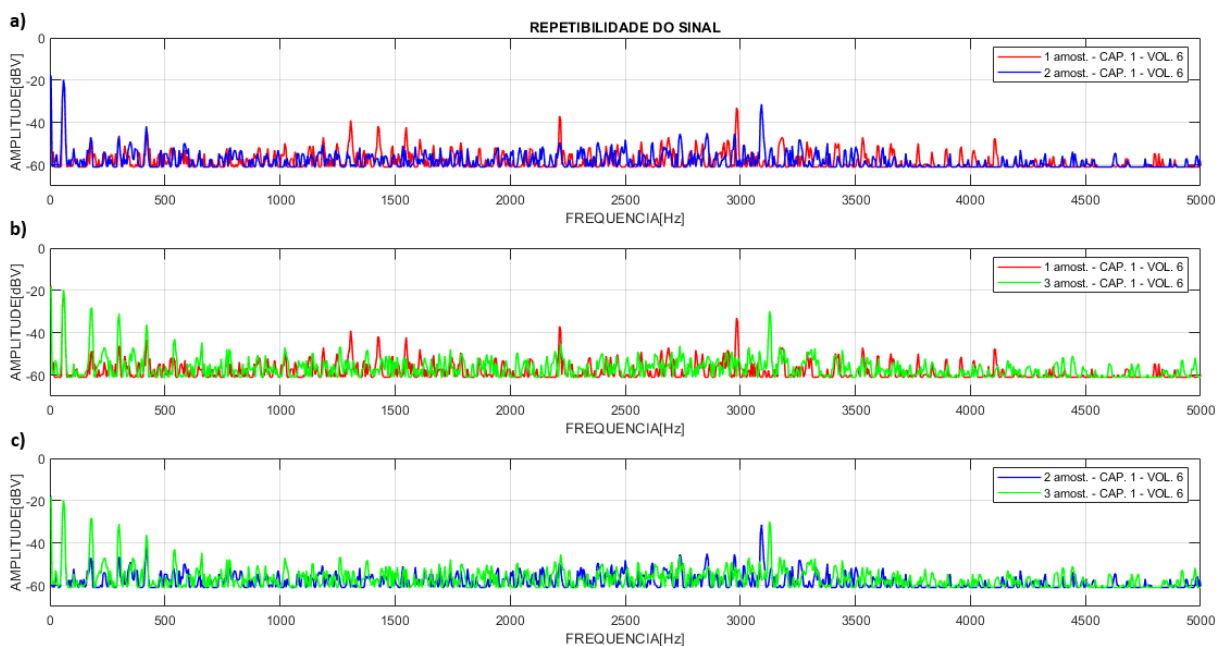 a)
REPETIBILIDADE DO SINAL
AMPLITUDE[dBV]
0
-20
-40
-60
1 amost. - CAP. 1 - VOL. 6
2 amost. - CAP. 1 - VOL. 6
0 500 1000 1500 2000 2500 3000 3500 4000 4500 5000
FREQUENCIA[Hz]
b)
AMPLITUDE[dBV]
0
-20
-40
-60
1 amost. - CAP. 1 - VOL. 6
3 amost. - CAP. 1 - VOL. 6
0 500 1000 1500 2000 2500 3000 3500 4000 4500 5000
FREQUENCIA[Hz]
c)
AMPLITUDE[dBV]
0
-20
-40
-60
2 amost. - CAP. 1 - VOL. 6
3 amost. - CAP. 1 - VOL. 6
0 500 1000 1500 2000 2500 3000 3500 4000 4500 5000
FREQUENCIA[Hz]